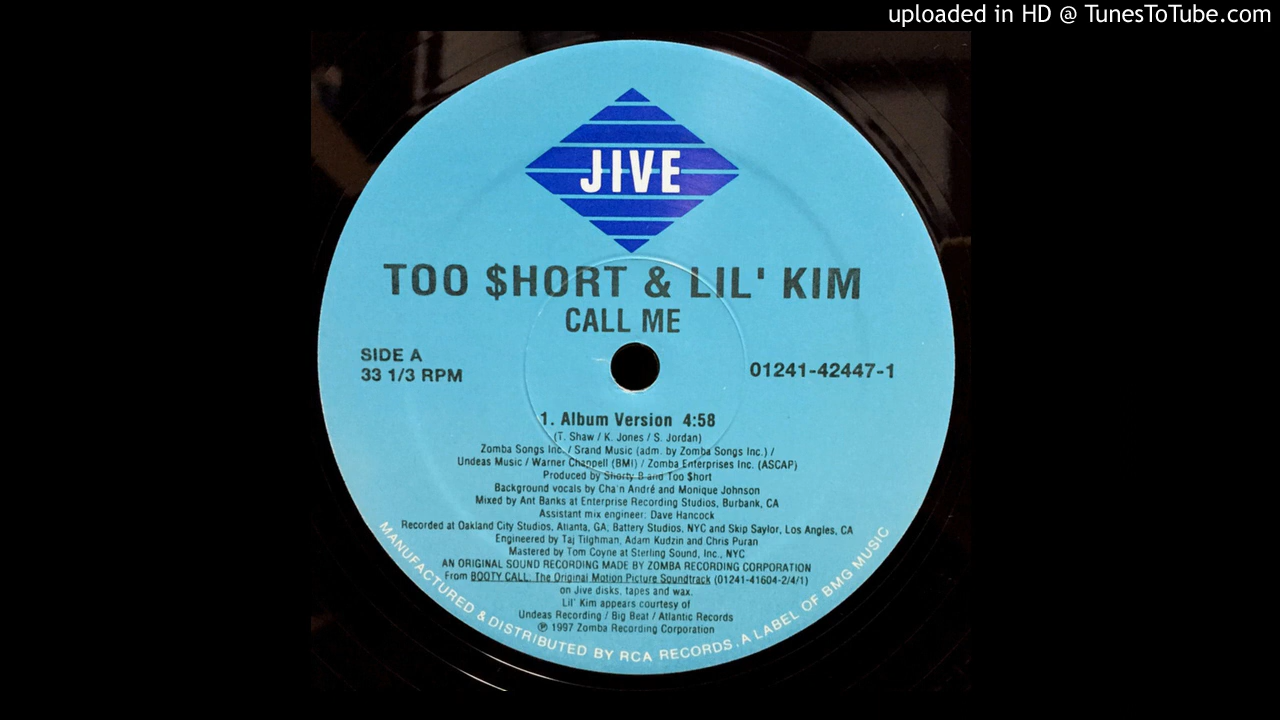 uploaded in HD @ TunesToTube.com
JIVE
TOO $HORT & LIL' KIM
CALL ME
SIDE A
33 1/3 RPM
01241-42447-1
1. Album Version 4:58
(T. Shaw / K. Jones / S. Jordan)
Zomba Songs Inc. / Srand Music (adm. by Zomba Songs Inc.) /
Undeas Music / Warner Chappell (BMI) / Zomba Enterprises Inc. (ASCAP)
Produced by Shorty B and Too $hort
Background vocals by Cha'n André and Monique Johnson
Mixed by Ant Banks at Enterprise Recording Studios, Burbank, CA
Assistant mix engineer: Dave Hancock
Recorded at Oakland City Studios, Atlanta, GA; Battery Studios, NYC and Skip Saylor, Los Angles, CA
Engineered by Taj Tilghman, Adam Kudzin and Chris Puran
Mastered by Tom Coyne at Sterling Sound, Inc., NYC
AN ORIGINAL SOUND RECORDING MADE BY ZOMBA RECORDING CORPORATION
From BOOTY CALL, The Original Motion Picture Soundtrack (01241-41604-2/4/1)
on Jive disks, tapes and wax.
Lil' Kim appears courtesy of
Undeas Recording / Big Beat / Atlantic Records
℗ 1997 Zomba Recording Corporation
MANUFACTURED & DISTRIBUTED BY RCA RECORDS. A LABEL OF BMG MUSIC